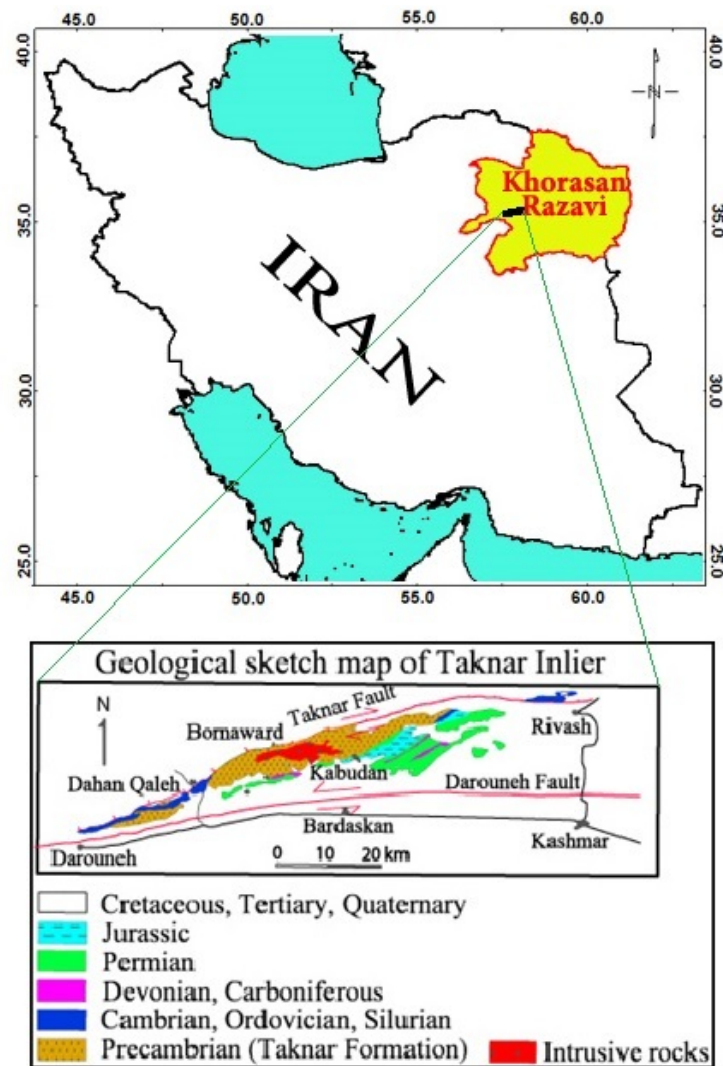 45.0 50.0 55.0 60.0
40.0 40.0
N
Khorasan
Razavi
35.0 35.0
IRAN
30.0 30.0
25.0 25.0
45.0 50.0 55.0 60.0
Geological sketch map of Taknar Inlier
N
Taknar Fault
Bornaward
Rivash
Dahan Qaleh
Kabudan
Darouneh Fault
Bardaskan
Kashmar
Darouneh
0 10 20 km
Cretaceous, Tertiary, Quaternary
Jurassic
Permian
Devonian, Carboniferous
Cambrian, Ordovician, Silurian
Precambrian (Taknar Formation) Intrusive rocks